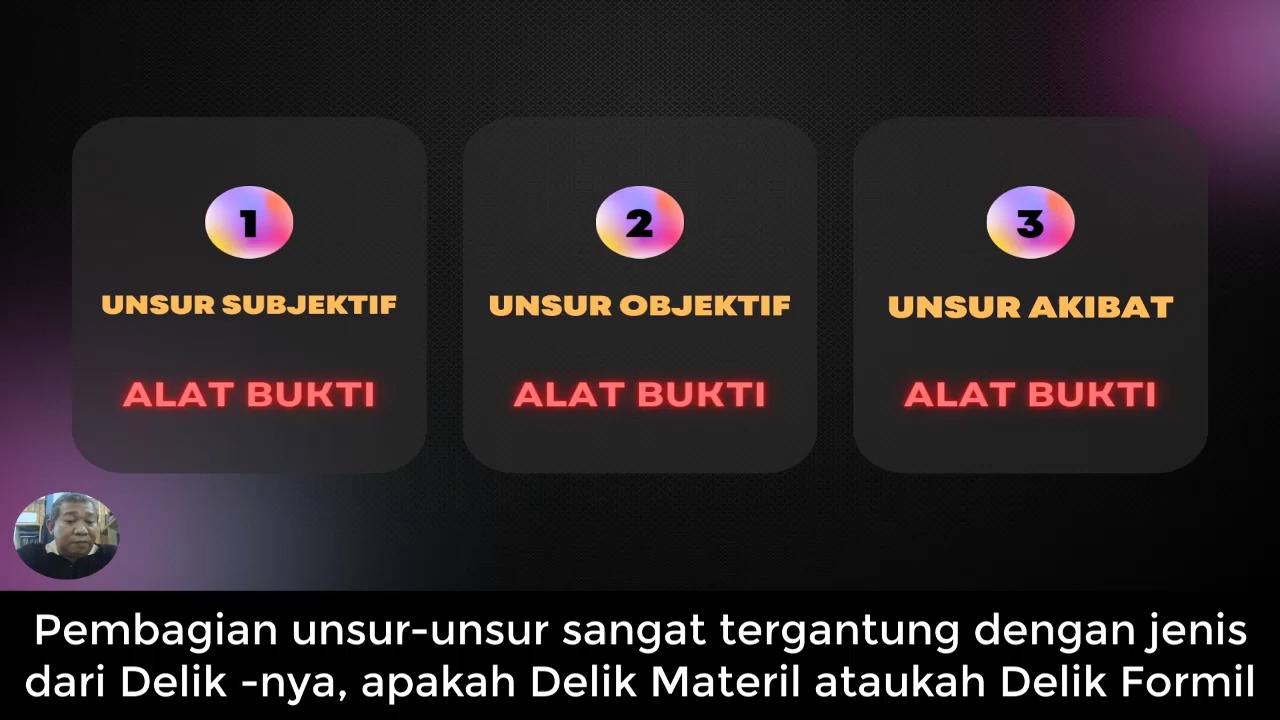 1
UNSUR SUBJEKTIF
ALAT BUKTI
2
UNSUR OBJEKTIF
ALAT BUKTI
3
UNSUR AKIBAT
ALAT BUKTI
Pembagian unsur-unsur sangat tergantung dengan jenis
dari Delik -nya, apakah Delik Materil ataukah Delik Formil